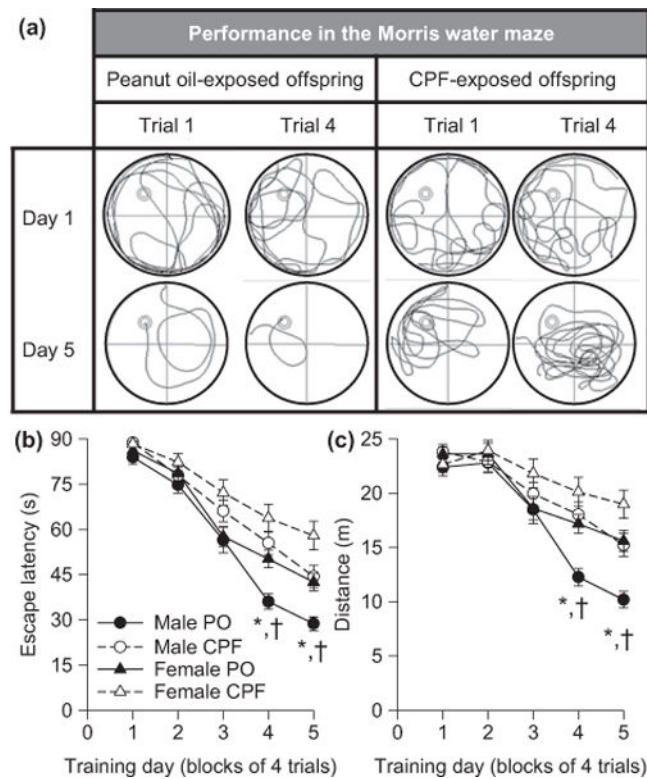 (a)
Performance in the Morris water maze
Peanut oil-exposed offspring CPF-exposed offspring
Trial 1 Trial 4 Trial 1 Trial 4
Day 1
Day 5
(b)
90
75
60
45
30
15
0
Escape latency (s)
*,† *,†
Male PO
Male CPF
Female PO
Female CPF
0 1 2 3 4 5
Training day (blocks of 4 trials)
(c)
25
20
15
10
5
0
Distance (m)
*,†
*,†
0 1 2 3 4 5
Training day (blocks of 4 trials)